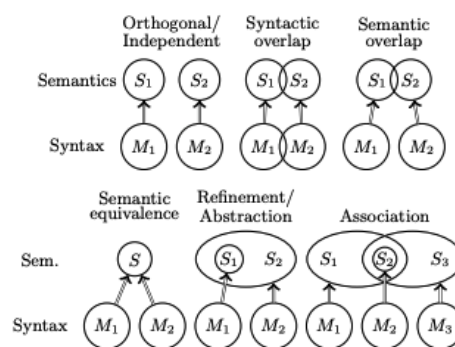 Orthogonal/ Syntactic Semantic
Independent overlap overlap
Semantics S₁ S₂ S₁ S₂ S₁ S₂
Syntax M₁ M₂ M₁ M₂ M₁ M₂
Semantic Refinement/
equivalence Abstraction Association
Sem. S S₁ S₂ S₁ S₂ S₃
Syntax M₁ M₂ M₁ M₂ M₁ M₂ M₃